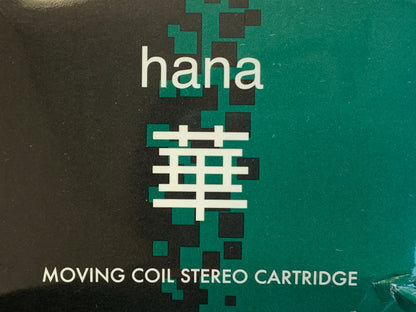 hana
華
MOVING COIL STEREO CARTRIDGE